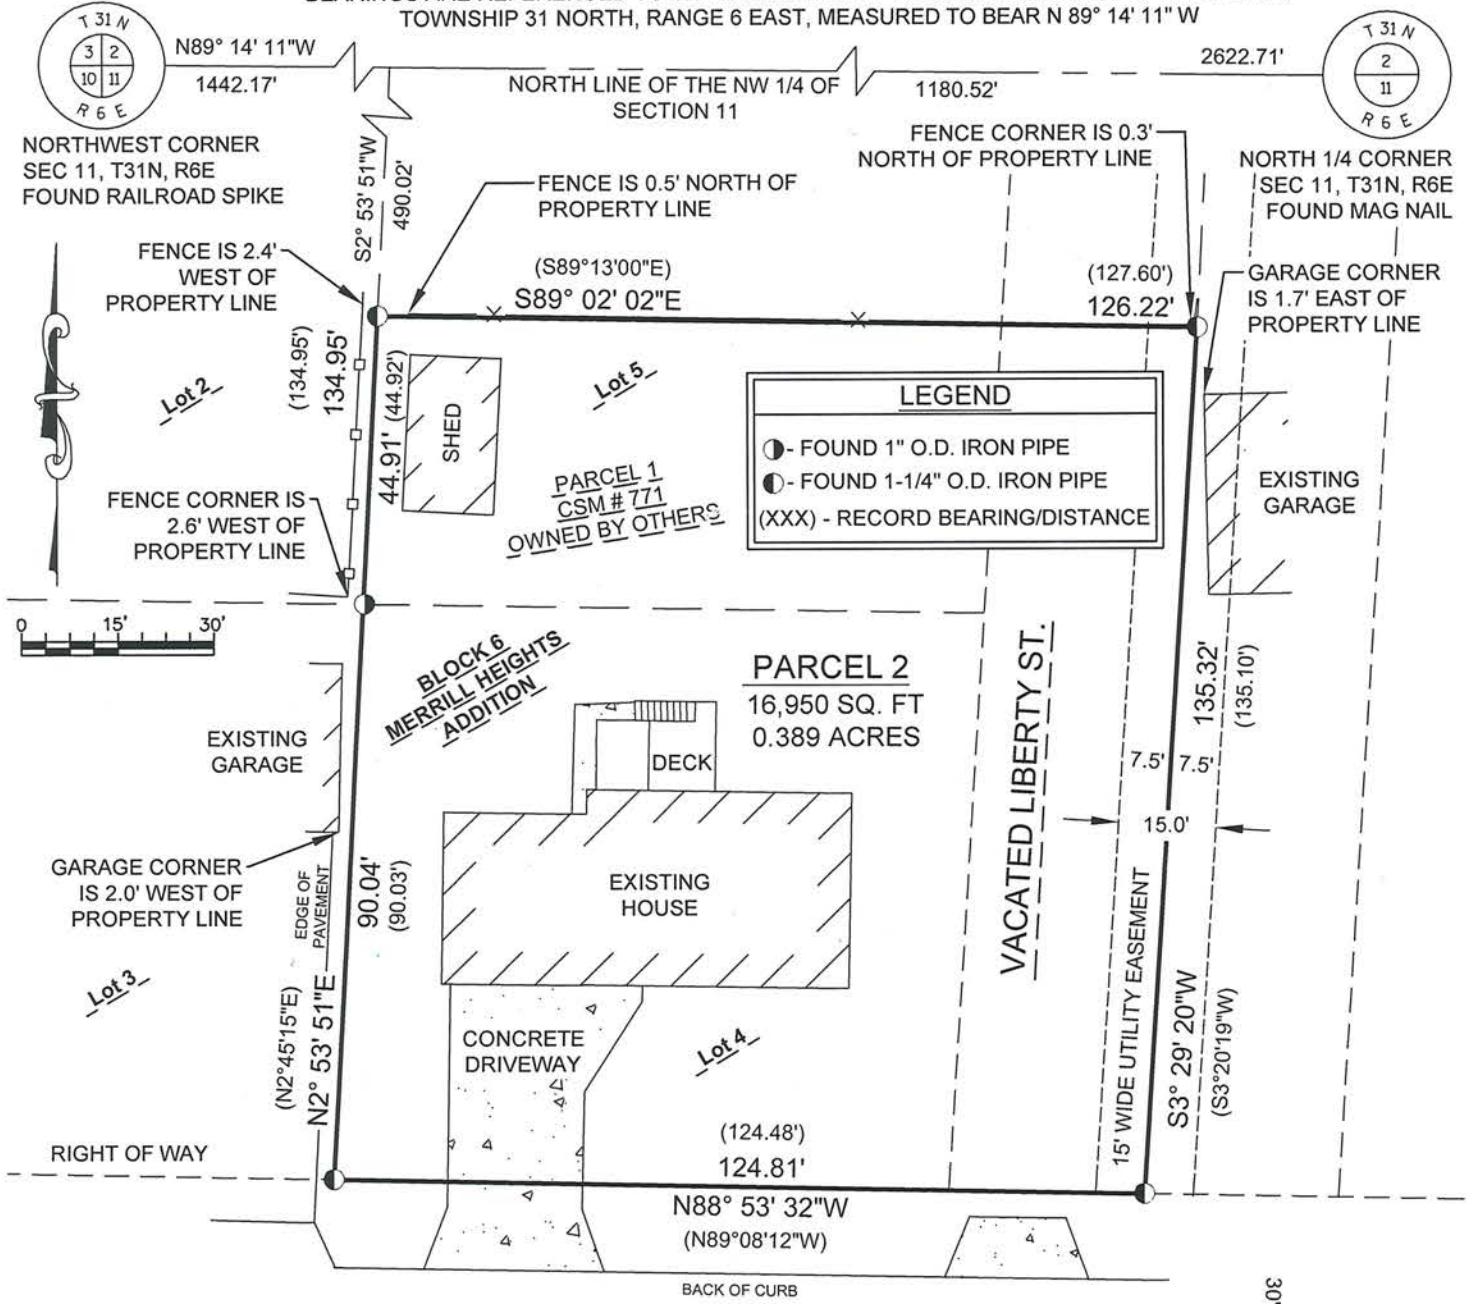 TOWNSHIP 31 NORTH, RANGE 6 EAST, MEASURED TO BEAR N 89° 14' 11" W
T 31 N
3 2
10 11
R 6 E
N89° 14' 11"W
1442.17'
NORTH LINE OF THE NW 1/4 OF
SECTION 11
1180.52'
2622.71'
T 31 N
2
11
R 6 E
NORTHWEST CORNER
SEC 11, T31N, R6E
FOUND RAILROAD SPIKE
S2° 53' 51"W
490.02'
FENCE IS 0.5' NORTH OF
PROPERTY LINE
FENCE CORNER IS 0.3'
NORTH OF PROPERTY LINE
NORTH 1/4 CORNER
SEC 11, T31N, R6E
FOUND MAG NAIL
FENCE IS 2.4'
WEST OF
PROPERTY LINE
(S89°13'00"E)
S89° 02' 02"E
(127.60')
126.22'
GARAGE CORNER
IS 1.7' EAST OF
PROPERTY LINE
Lot 2
(134.95')
134.95'
44.91' (44.92')
SHED
Lot 5
LEGEND
- FOUND 1" O.D. IRON PIPE
- FOUND 1-1/4" O.D. IRON PIPE
(XXX) - RECORD BEARING/DISTANCE
PARCEL 1
CSM # 771
OWNED BY OTHERS
EXISTING
GARAGE
FENCE CORNER IS
2.6' WEST OF
PROPERTY LINE
0 15' 30'
BLOCK 6
MERRILL HEIGHTS
ADDITION
PARCEL 2
16,950 SQ. FT
0.389 ACRES
VACATED LIBERTY ST.
135.32'
(135.10')
EXISTING
GARAGE
DECK
7.5' 7.5'
15.0'
GARAGE CORNER
IS 2.0' WEST OF
PROPERTY LINE
EDGE OF
PAVEMENT
90.04'
(90.03')
EXISTING
HOUSE
15' WIDE UTILITY EASEMENT
Lot 3
(N2°45'15"E)
N2° 53' 51"E
CONCRETE
DRIVEWAY
Lot 4
S3° 29' 20"W
(S3°20'19"W)
RIGHT OF WAY
(124.48')
124.81'
N88° 53' 32"W
(N89°08'12"W)
BACK OF CURB
30'